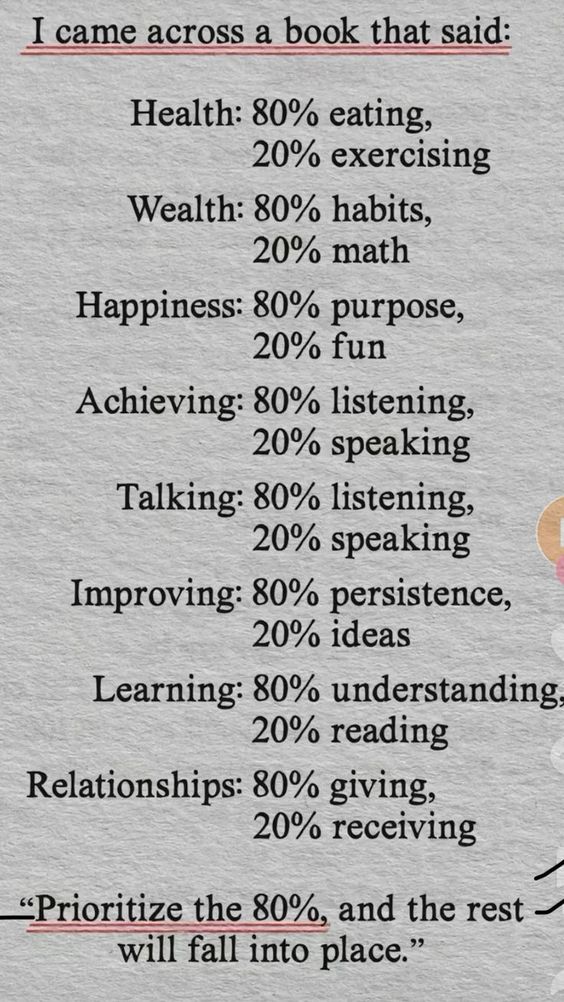 I came across a book that said:
Health: 80% eating,
20% exercising
Wealth: 80% habits,
20% math
Happiness: 80% purpose,
20% fun
Achieving: 80% listening,
20% speaking
Talking: 80% listening,
20% speaking
Improving: 80% persistence,
20% ideas
Learning: 80% understanding,
20% reading
Relationships: 80% giving,
20% receiving
“Prioritize the 80%, and the rest
will fall into place.”